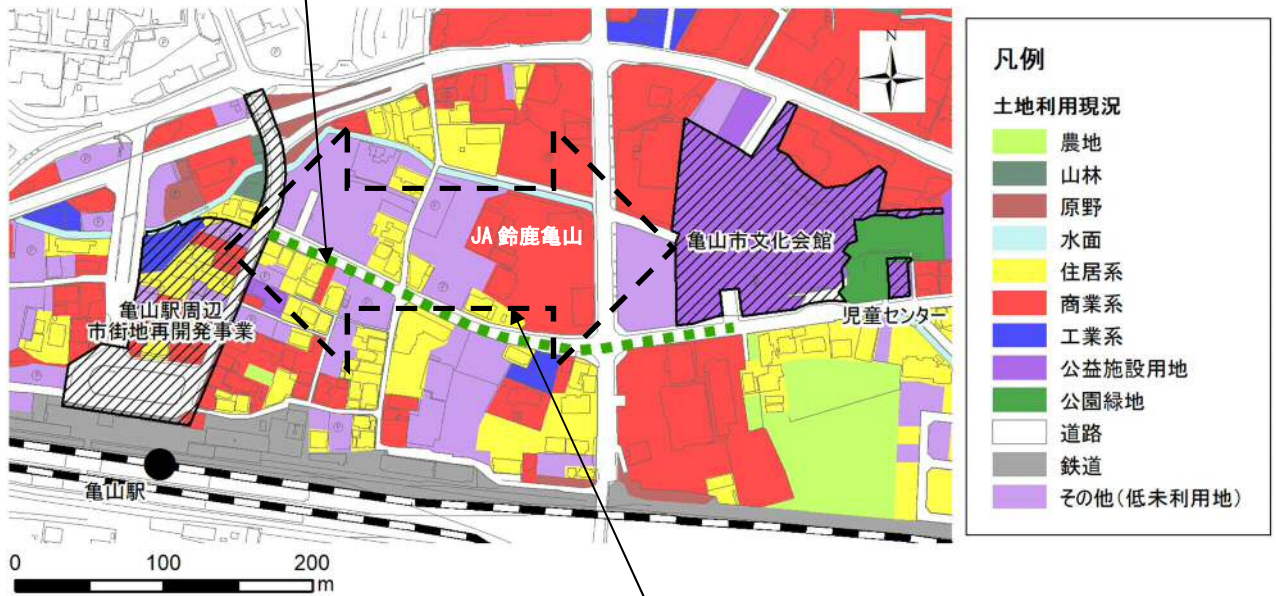 N
JA 鈴鹿亀山
亀山市文化会館
亀山駅周辺
市街地再開発事業
児童センター
亀山駅
0 100 200
m
凡例
土地利用現況
農地
山林
原野
水面
住居系
商業系
工業系
公益施設用地
公園緑地
道路
鉄道
その他(低未利用地)